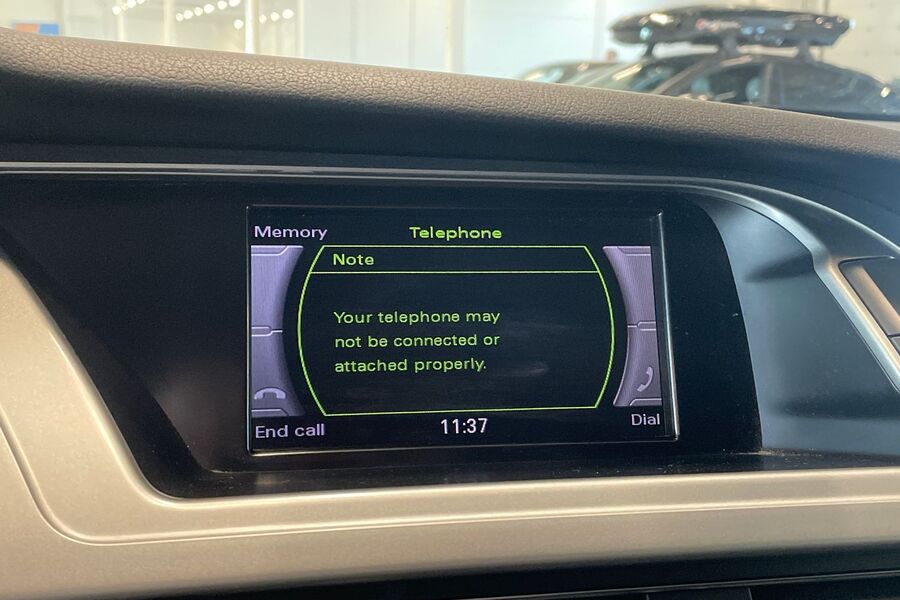 Memory
Telephone
Note
Your telephone may
not be connected or
attached properly.
End call
11:37
Dial